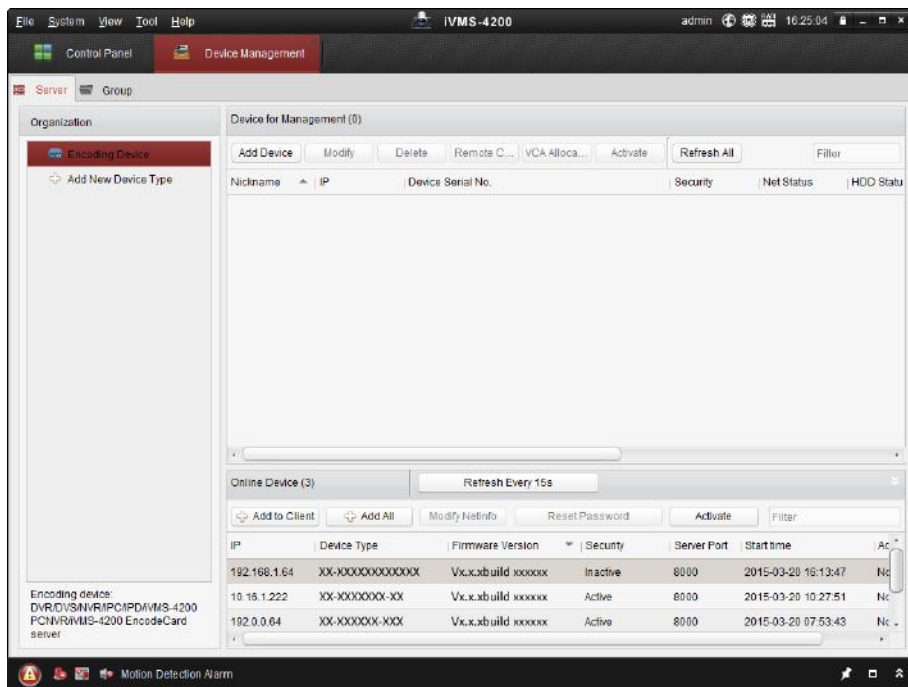 File System View Tool Help iVMS-4200 admin 16:25:04
Control Panel Device Management
Server Group
Organization
Encoding Device
Add New Device Type
Encoding device:
DVR/DVS/NVR/IPC/IPD/iVMS-4200
PCNVR/iVMS-4200 EncodeCard
server
Device for Management (0)
Add Device Modify Delete Remote C... VCA Alloca... Activate Refresh All Filter
Nickname IP Device Serial No. Security Net Status HDD Statu
Online Device (3) Refresh Every 15s
Add to Client Add All Modify Netinfo Reset Password Activate Filter
IP Device Type Firmware Version Security Server Port Start time Ac
192.168.1.64 XX-XXXXXXXXXXXX Vx.x.xbuild xxxxxx Inactive 8000 2015-03-20 16:13:47 No
10.16.1.222 XX-XXXXXXX-XX Vx.x.xbuild xxxxxx Active 8000 2015-03-20 10:27:51 No
192.0.0.64 XX-XXXXXX-XXX Vx.x.xbuild xxxxxx Active 8000 2015-03-20 07:53:43 No
Motion Detection Alarm